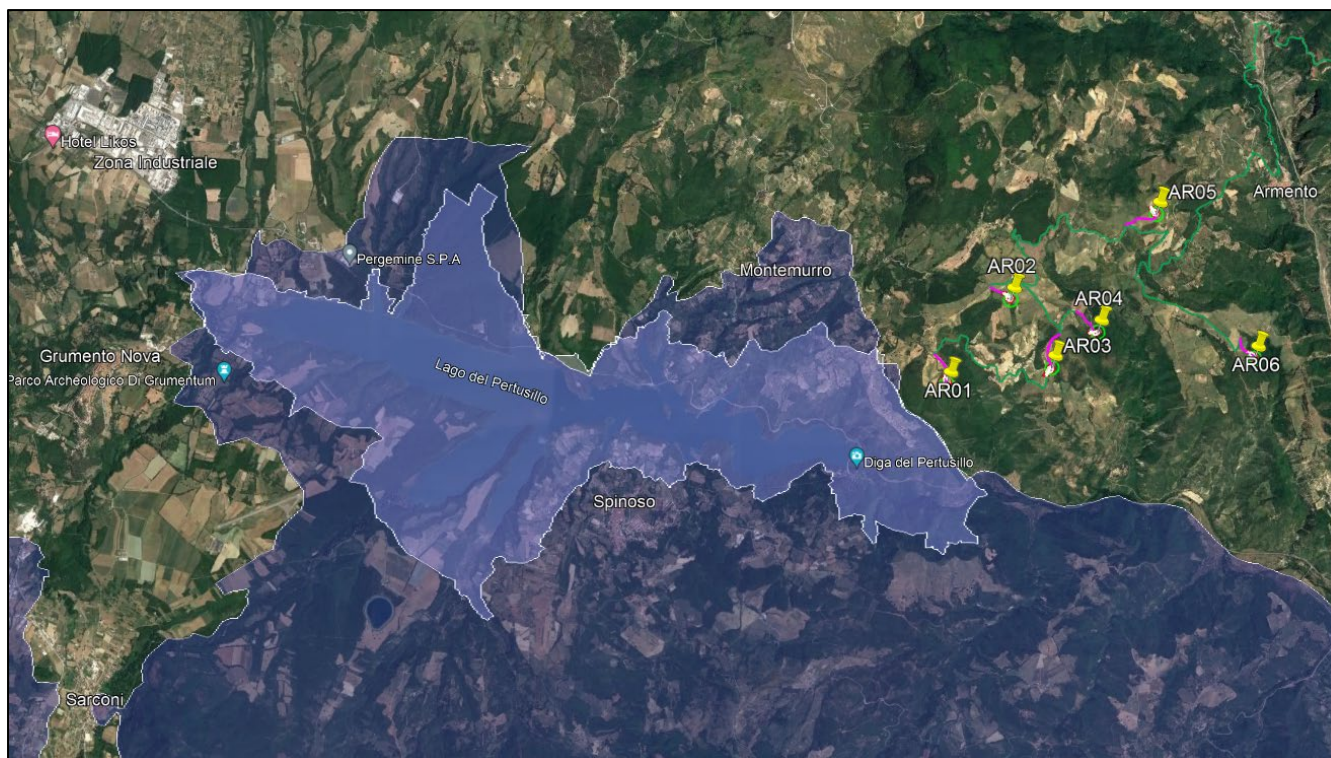 Hotel Likos
Zona Industriale
AR05
Armento
Pergemine S.P.A
Montemurro
AR02
AR04
AR03
Grumento Nova
Parco Archeologico Di Grumentum
Lago del Pertusillo
AR01
AR06
Diga del Pertusillo
Spinoso
Sarconi